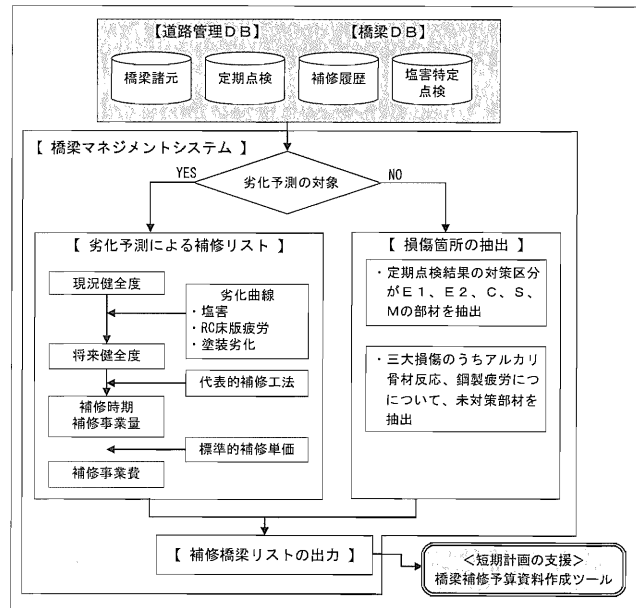 【道路管理DB】 【橋梁DB】
橋梁諸元
定期点検
補修履歴
塩害特定
点検
【 橋梁マネジメントシステム 】
劣化予測の対象
YES
NO
【 劣化予測による補修リスト 】
現況健全度
劣化曲線
・塩害
・RC床版疲労
・塗装劣化
将来健全度
代表的補修工法
補修時期
補修事業量
標準的補修単価
補修事業費
【 損傷箇所の抽出 】
・定期点検結果の対策区分
がE1、E2、C、S、
Mの部材を抽出
・三大損傷のうちアルカリ
骨材反応、鋼製疲労につ
について、未対策部材を
抽出
【 補修橋梁リストの出力 】
＜短期計画の支援＞
橋梁補修予算資料作成ツール